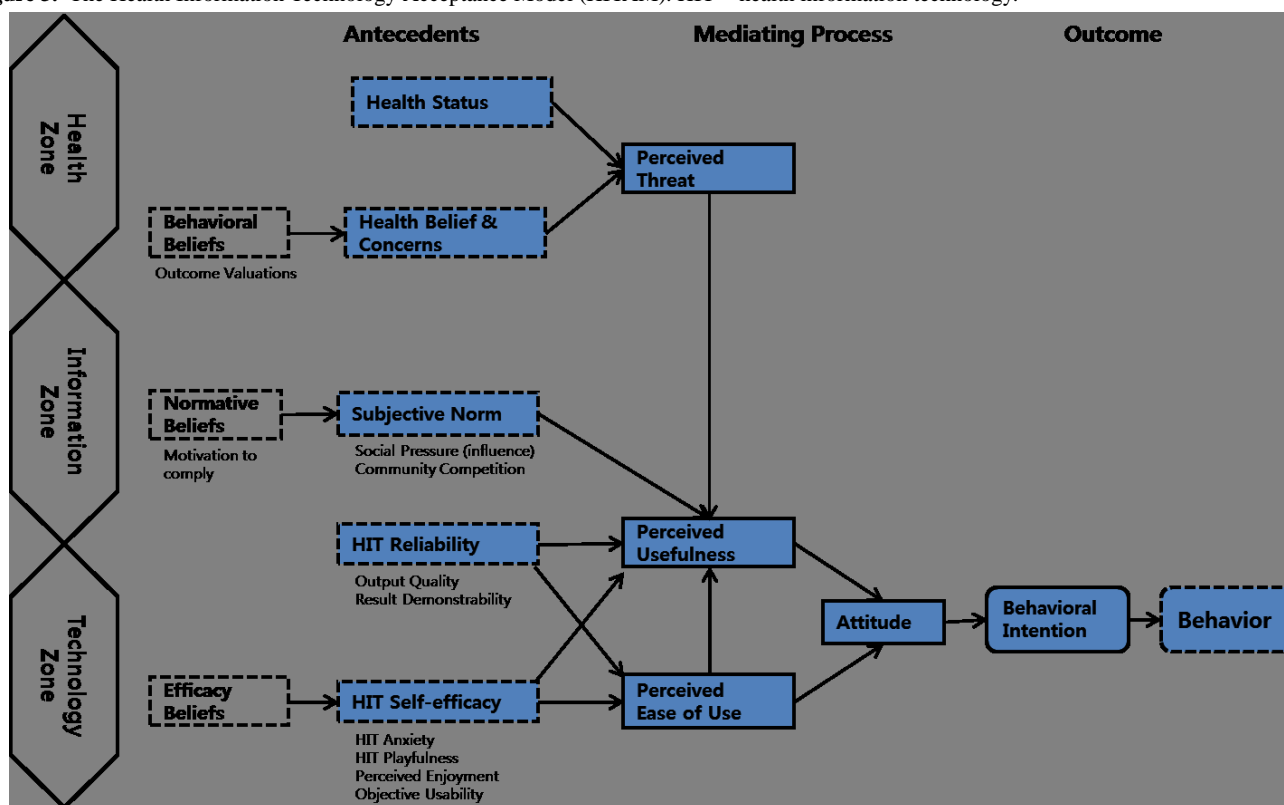 Antecedents
Mediating Process
Outcome
Health
Zone
Health Status
Perceived
Threat
Behavioral
Beliefs
Outcome Valuations
Health Belief &
Concerns
Information
Zone
Normative
Beliefs
Motivation to
comply
Subjective Norm
Social Pressure (influence)
Community Competition
HIT Reliability
Output Quality
Result Demonstrability
Perceived
Usefulness
Technology
Zone
Efficacy
Beliefs
HIT Self-efficacy
HIT Anxiety
HIT Playfulness
Perceived Enjoyment
Objective Usability
Perceived
Ease of Use
Attitude
Behavioral
Intention
Behavior